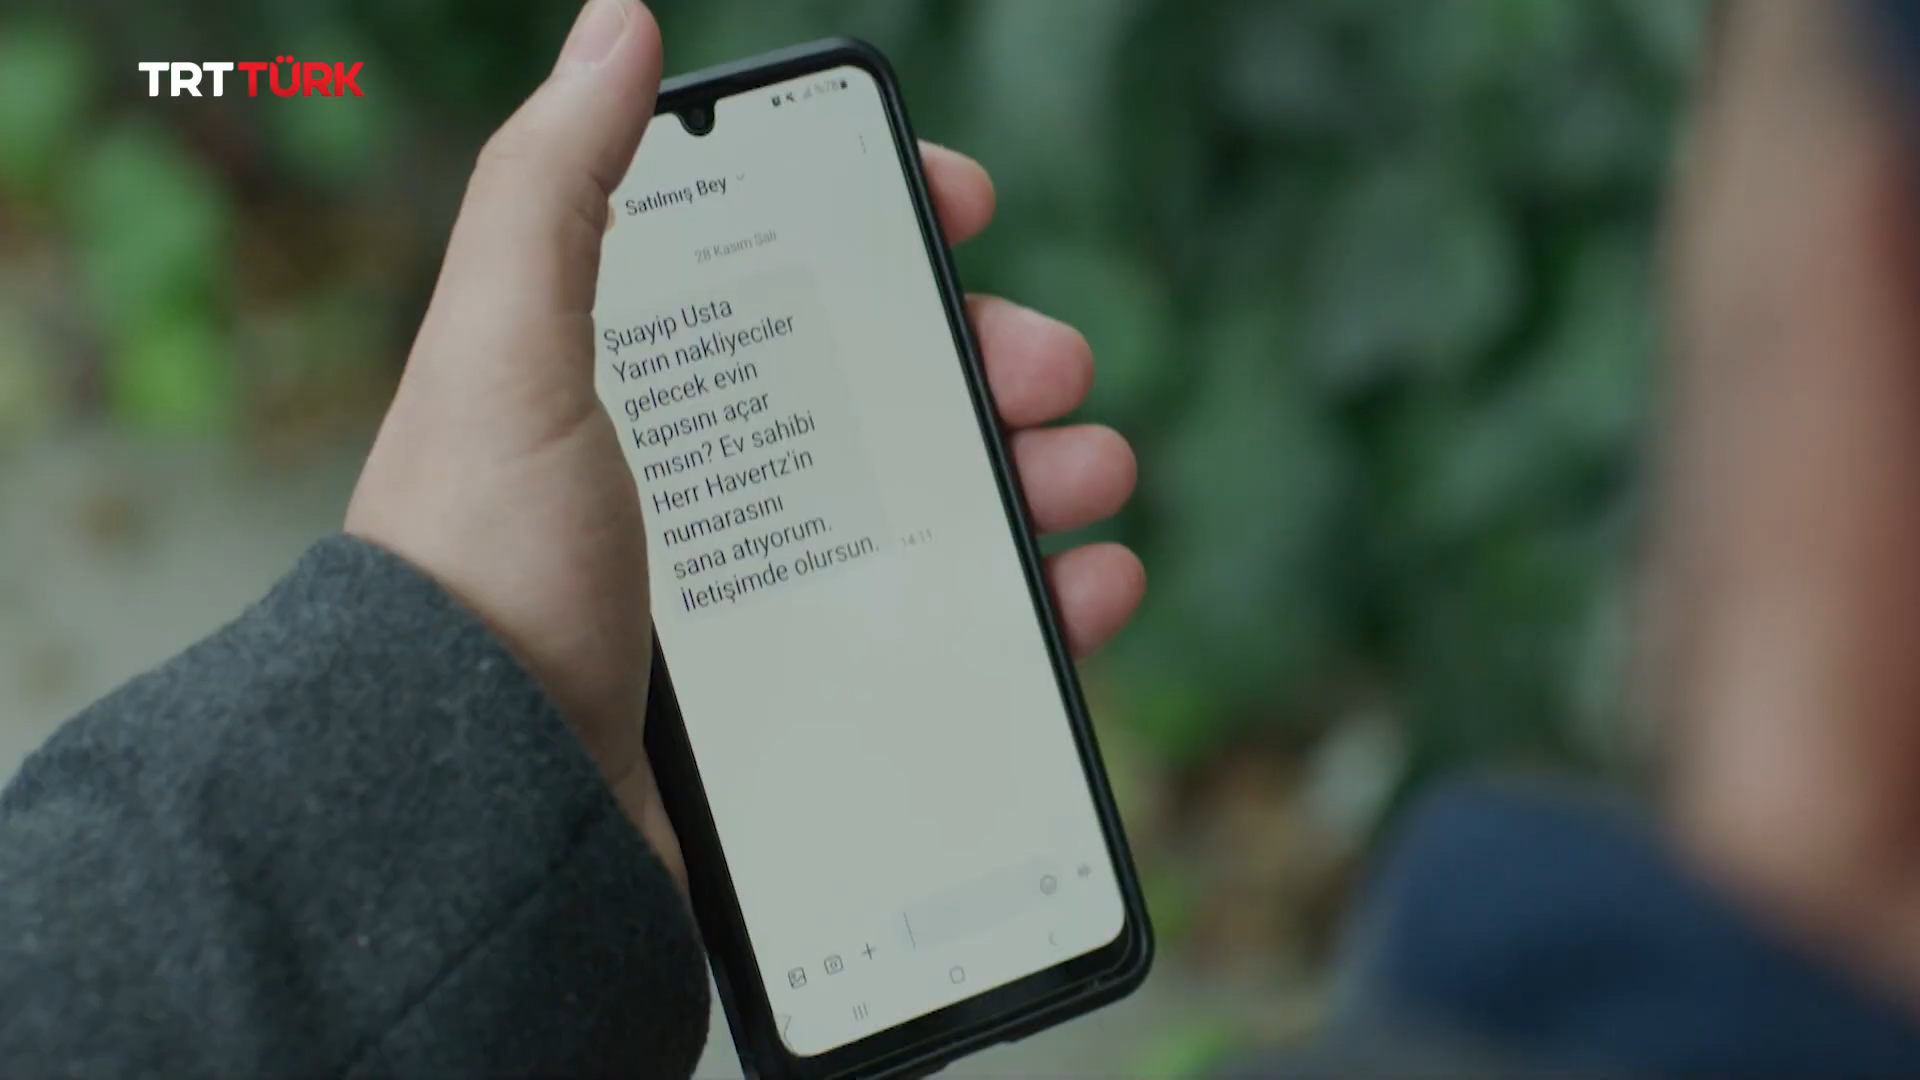 TRT TÜRK
%78
Satılmış Bey
28 Kasım Salı
Şuayip Usta
Yarın nakliyeciler
gelecek evin
kapısını açar
mısın? Ev sahibi
Herr Havertz'in
numarasını
sana atıyorum.
İletişimde olursun.
14:11